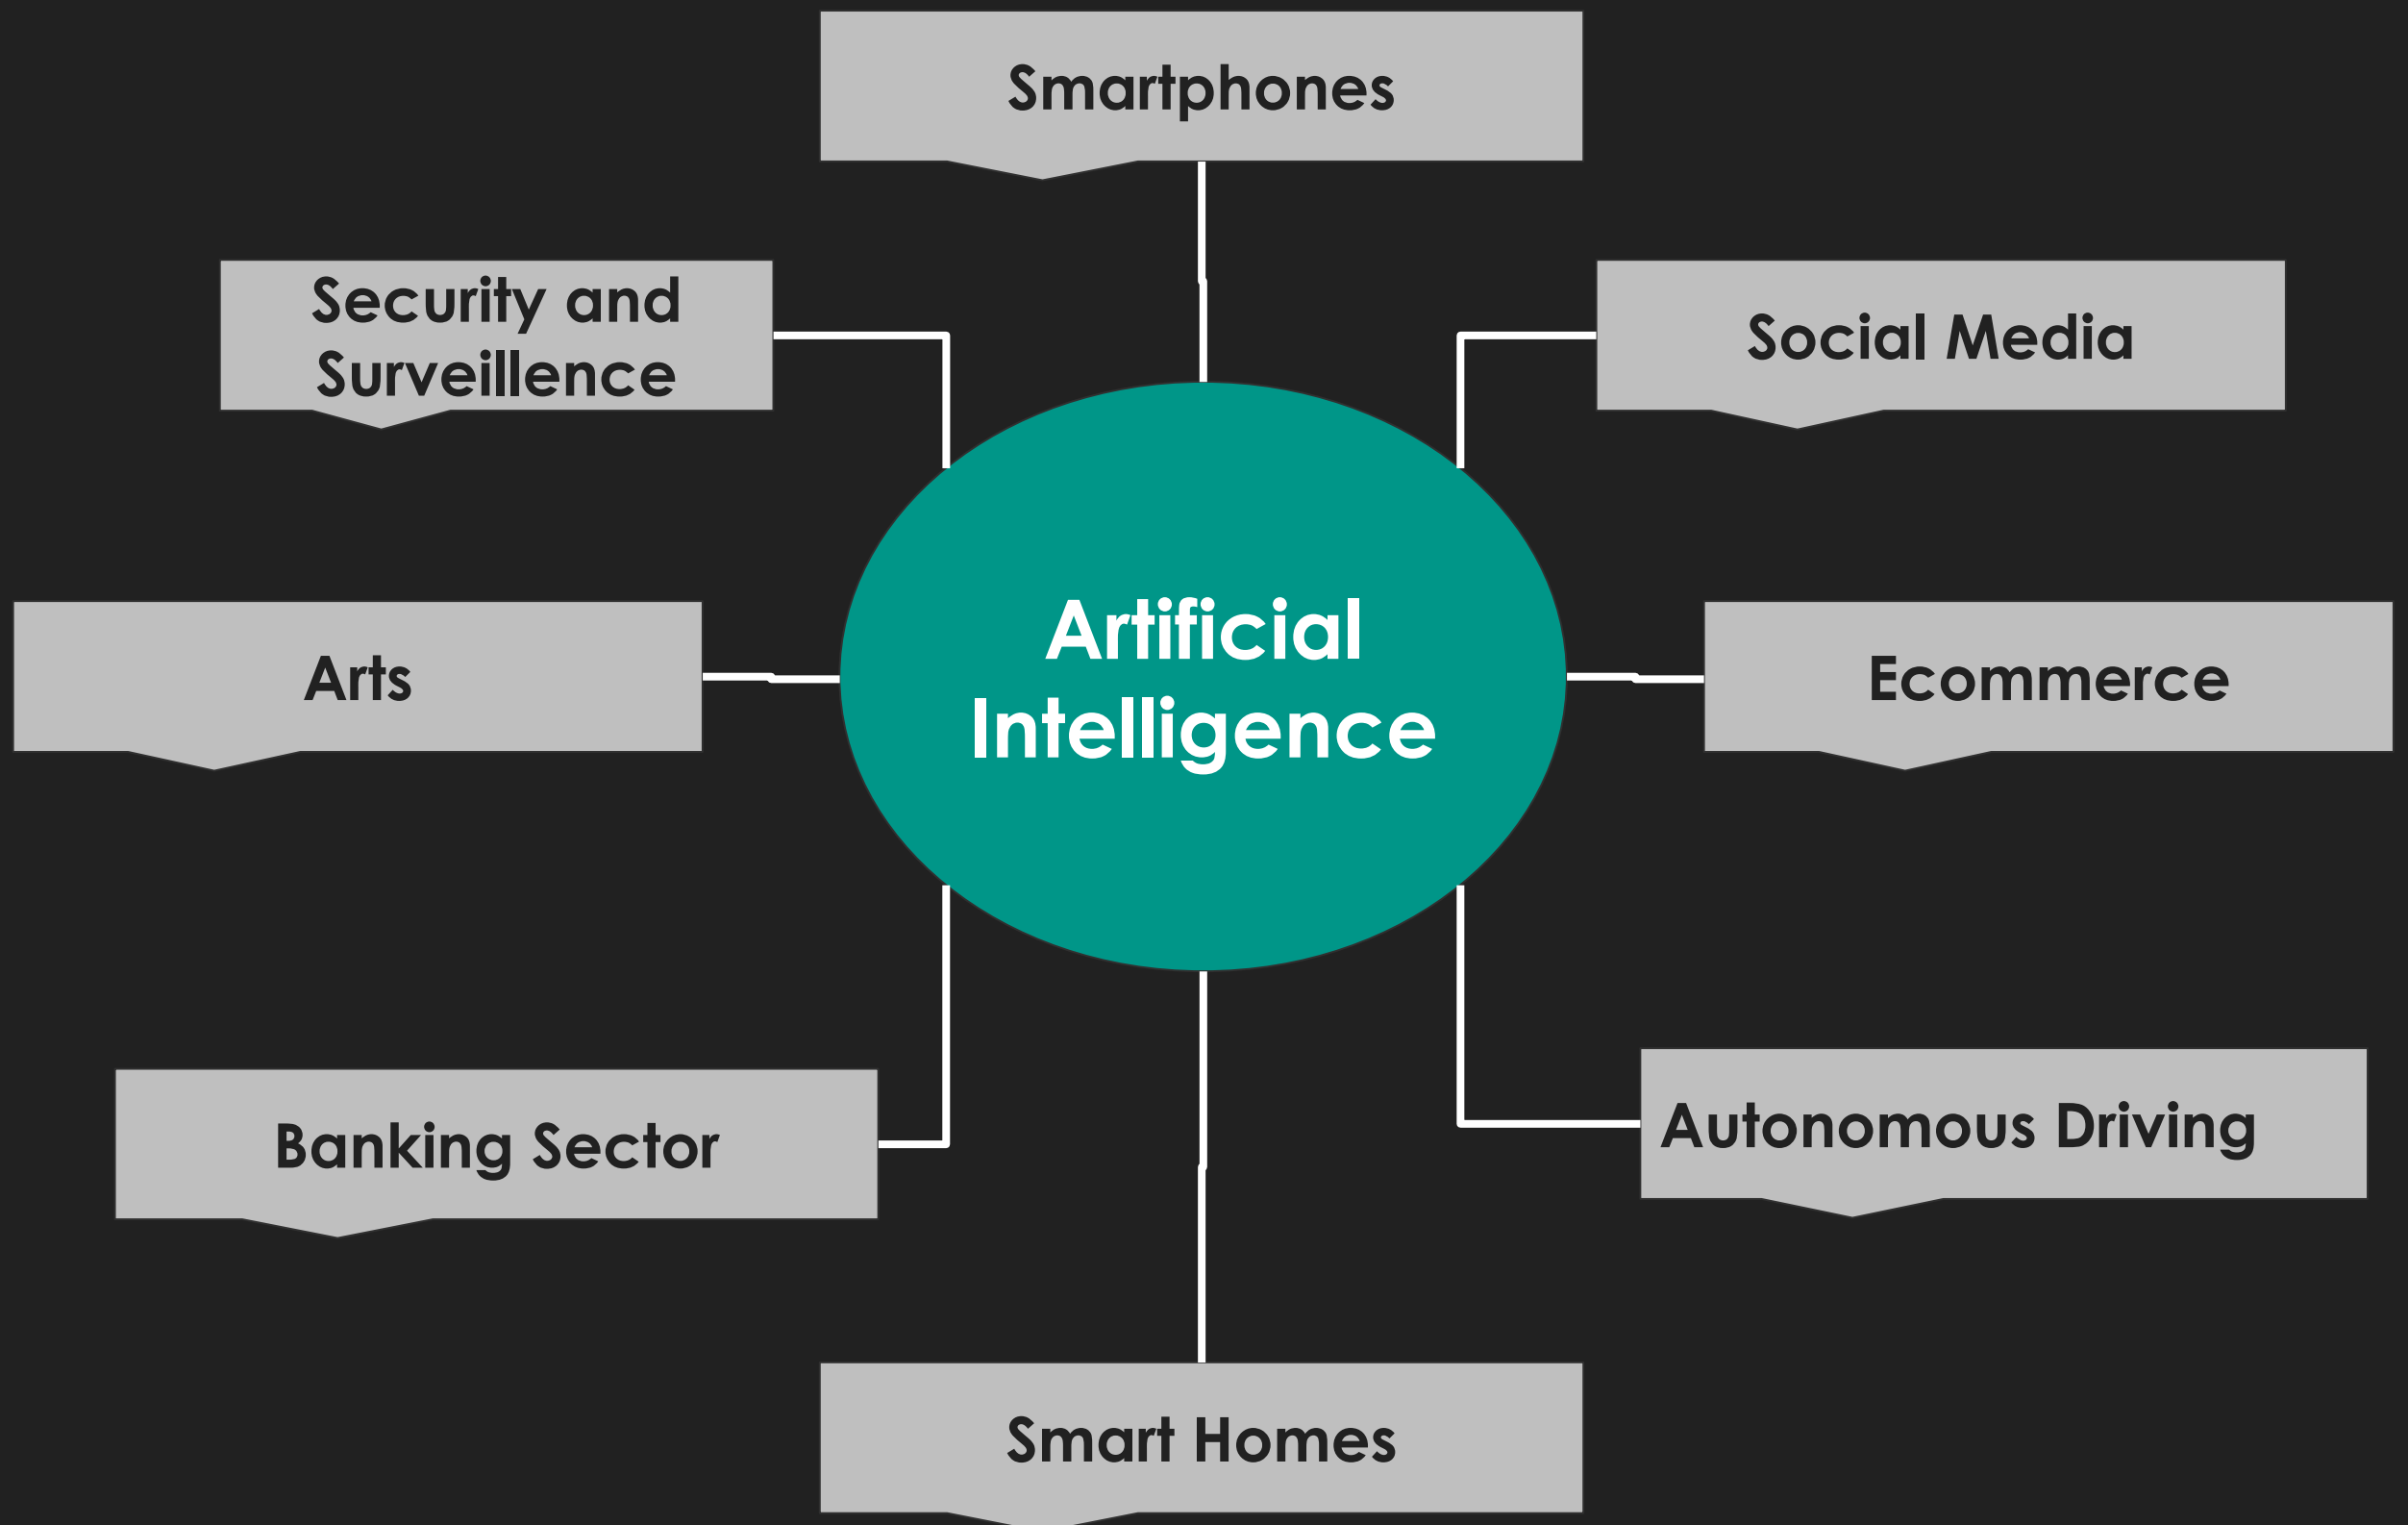 Smartphones
Security and
Surveillence
Social Media
Artificial
Intelligence
Arts
Ecommerce
Banking Sector
Autonomous Driving
Smart Homes